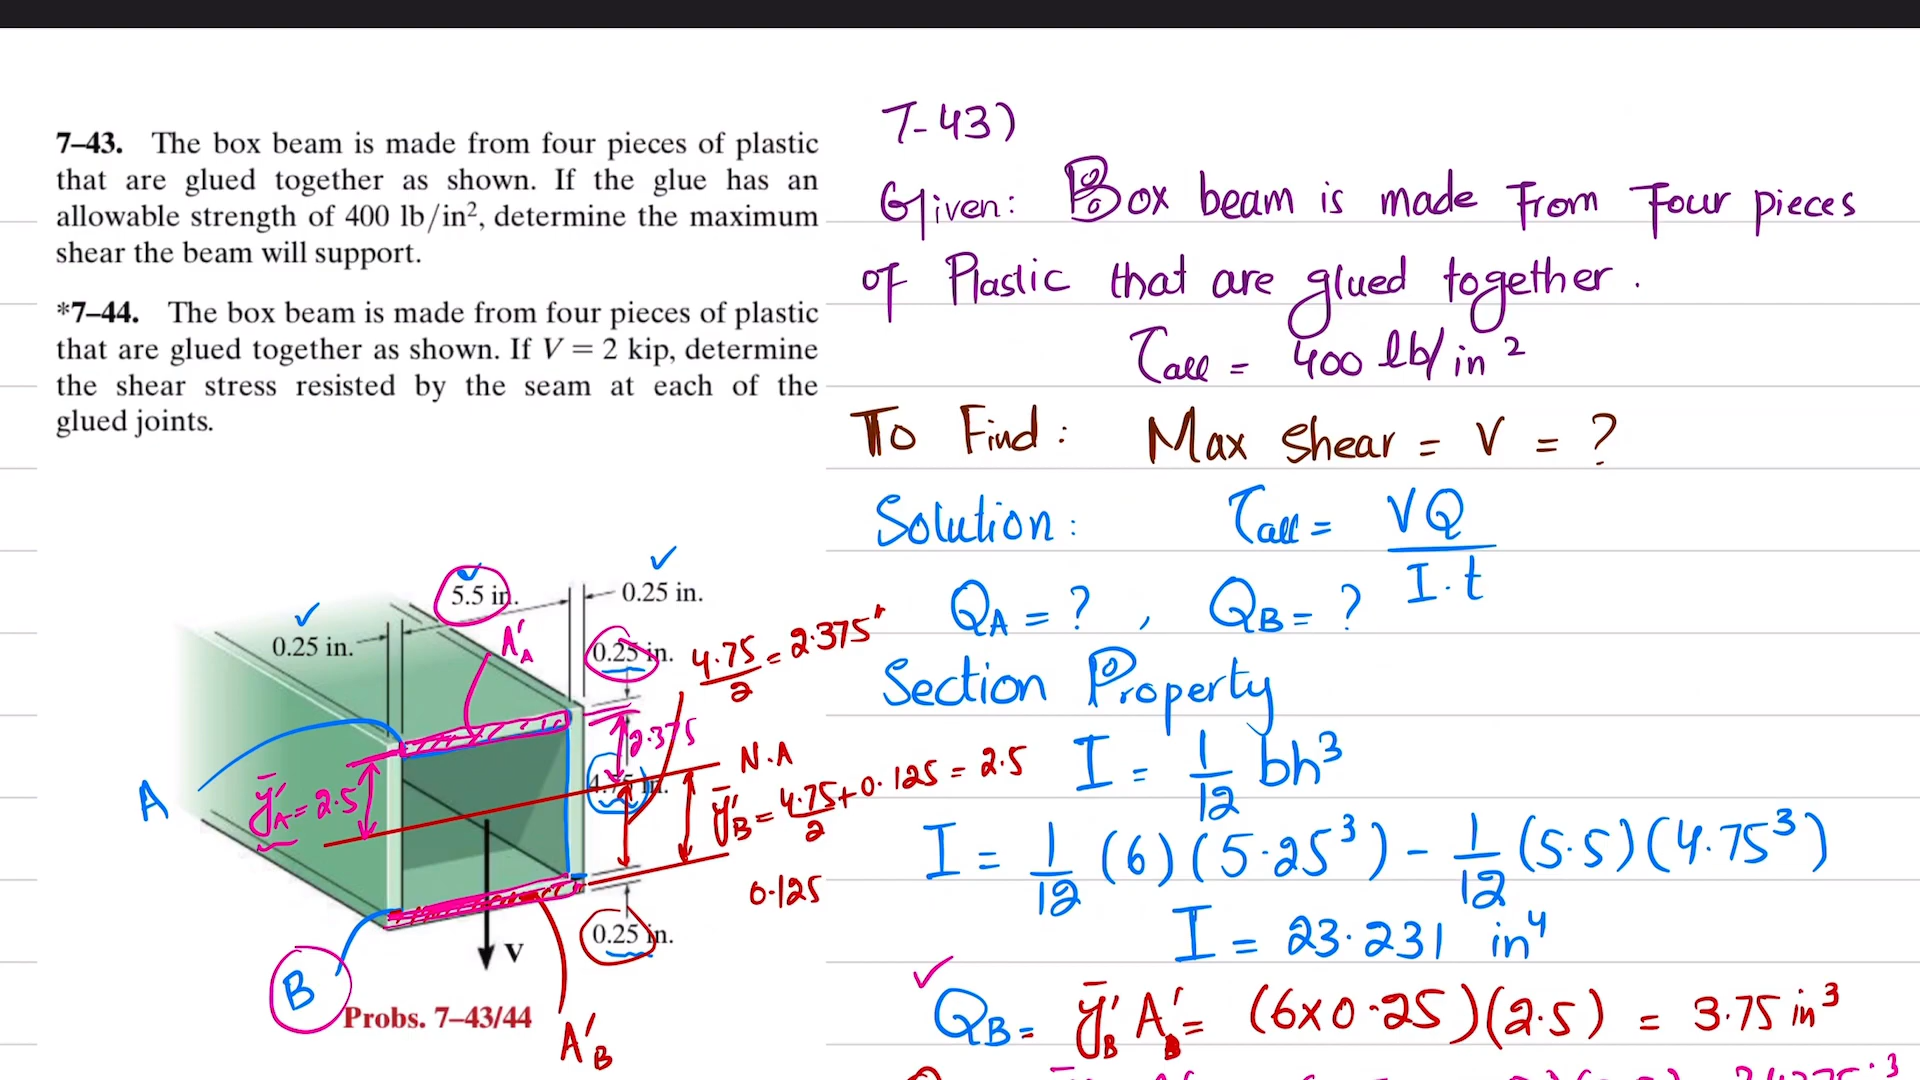 7–43. The box beam is made from four pieces of plastic
that are glued together as shown. If the glue has an
allowable strength of 400 lb/in², determine the maximum
shear the beam will support.
*7–44. The box beam is made from four pieces of plastic
that are glued together as shown. If V = 2 kip, determine
the shear stress resisted by the seam at each of the
glued joints.
5.5 in.
0.25 in.
0.25 in.
0.25 in.
A'A
4.75/2 = 2.375"
2.375
N.A
A
ȳ'A = 2.5
ȳ'B = 4.75/2 + 0.125 = 2.5
0.125
0.25 in.
V
B
Probs. 7–43/44
A'B
7-43)
Given: Box beam is made from four pieces
of Plastic that are glued together.
τall = 400 lb/in²
To Find: Max shear = V = ?
Solution: τall = VQ/I·t
QA = ? , QB = ?
Section Property
I = 1/12 bh³
I = 1/12 (6)(5.25³) - 1/12 (5.5)(4.75³)
I = 23.231 in⁴
QB = ȳ'B A'B = (6x0.25)(2.5) = 3.75 in³